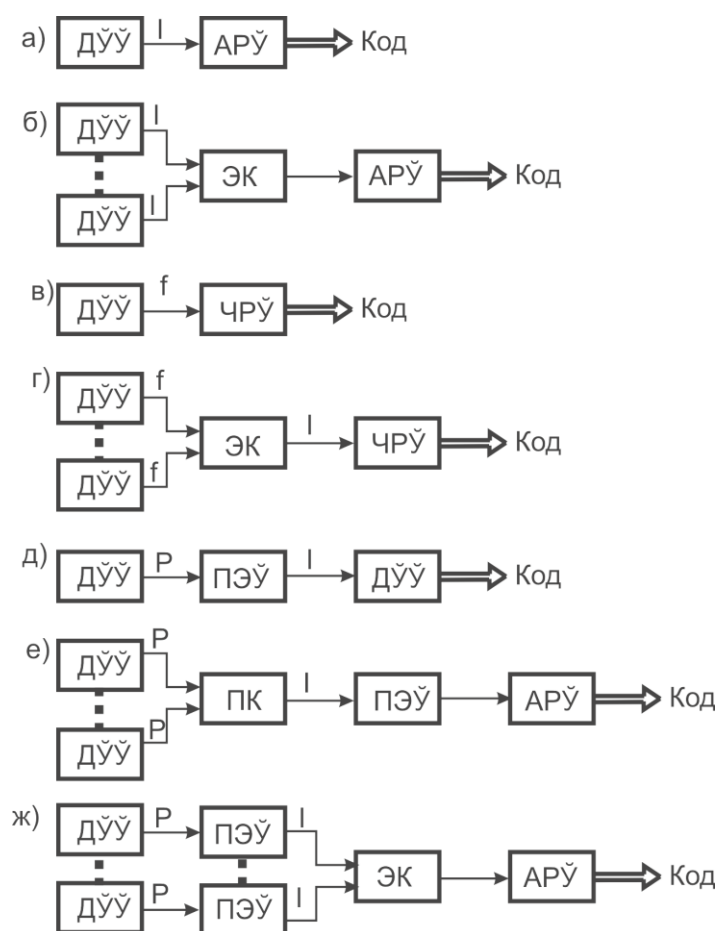 а) ДЎЎ I АРЎ Код
б) ДЎЎ I
ЭК АРЎ Код
ДЎЎ I
в) ДЎЎ f ЧРЎ Код
г) ДЎЎ f
ЭК I ЧРЎ Код
ДЎЎ f
д) ДЎЎ P ПЭЎ I ДЎЎ Код
е) ДЎЎ P
ПК I ПЭЎ АРЎ Код
ДЎЎ P
ж) ДЎЎ P ПЭЎ I
ЭК АРЎ Код
ДЎЎ P ПЭЎ I